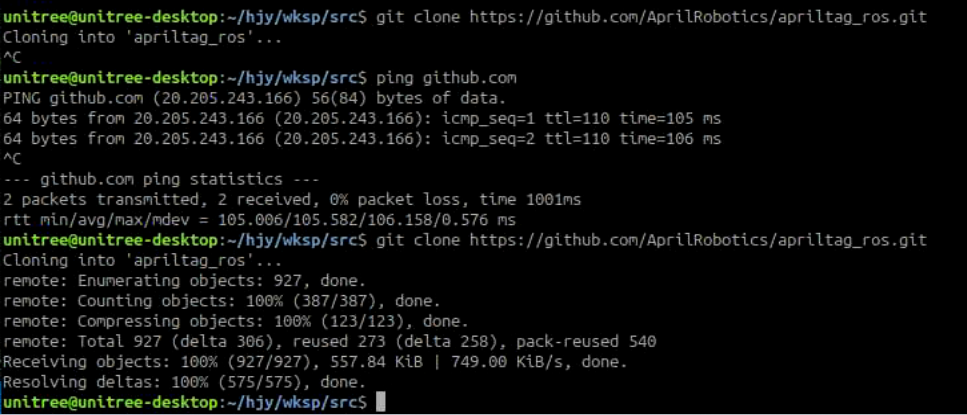 unitree@unitree-desktop:~/hjy/wksp/src$ git clone https://github.com/AprilRobotics/apriltag_ros.git
Cloning into 'apriltag_ros'...
^C
unitree@unitree-desktop:~/hjy/wksp/src$ ping github.com
PING github.com (20.205.243.166) 56(84) bytes of data.
64 bytes from 20.205.243.166 (20.205.243.166): icmp_seq=1 ttl=110 time=105 ms
64 bytes from 20.205.243.166 (20.205.243.166): icmp_seq=2 ttl=110 time=106 ms
^C
--- github.com ping statistics ---
2 packets transmitted, 2 received, 0% packet loss, time 1001ms
rtt min/avg/max/mdev = 105.006/105.582/106.158/0.576 ms
unitree@unitree-desktop:~/hjy/wksp/src$ git clone https://github.com/AprilRobotics/apriltag_ros.git
Cloning into 'apriltag_ros'...
remote: Enumerating objects: 927, done.
remote: Counting objects: 100% (387/387), done.
remote: Compressing objects: 100% (123/123), done.
remote: Total 927 (delta 306), reused 273 (delta 258), pack-reused 540
Receiving objects: 100% (927/927), 557.84 KiB | 749.00 KiB/s, done.
Resolving deltas: 100% (575/575), done.
unitree@unitree-desktop:~/hjy/wksp/src$